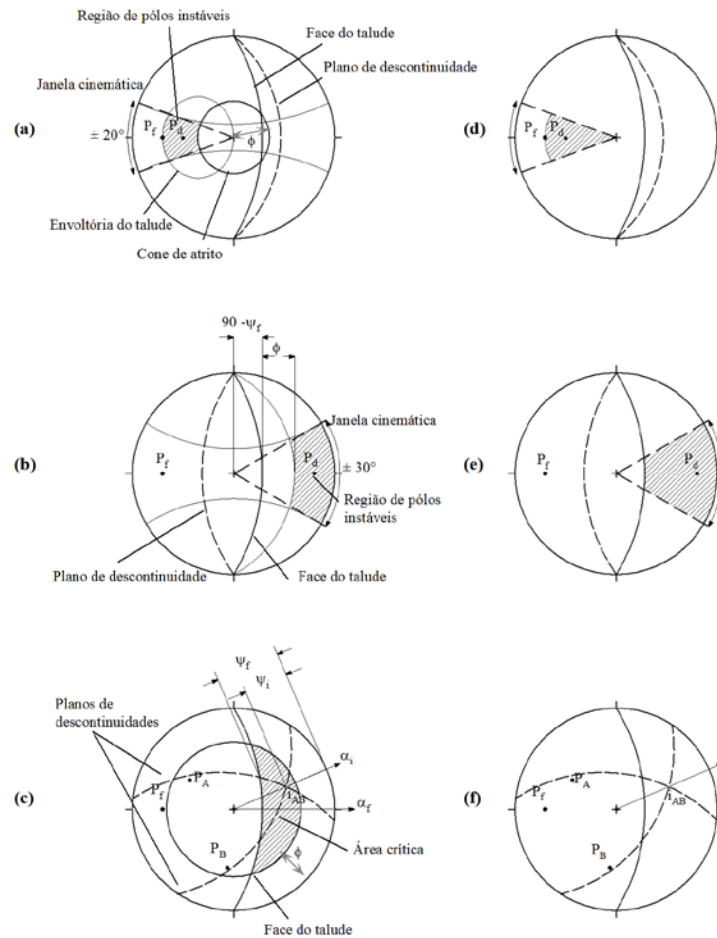 Região de pólos
instáveis
Face do talude
Plano de descontinuidade
Janela cinemática
(a)
± 20°
P_f
P_d
ϕ
Envoltória do talude
Cone de atrito
(d)
P_f
P_d
90 -ψ_f
ϕ
Janela cinemática
(b)
P_f
P_d
± 30°
Região de pólos
instáveis
Plano de descontinuidade
Face do talude
(e)
P_f
P_d
ψ_f
ψ_i
Planos de
descontinuidades
α_i
P_A
(c)
P_f
i_AB
α_f
P_B
ϕ
Área crítica
Face do talude
(f)
P_f
P_A
i_AB
P_B